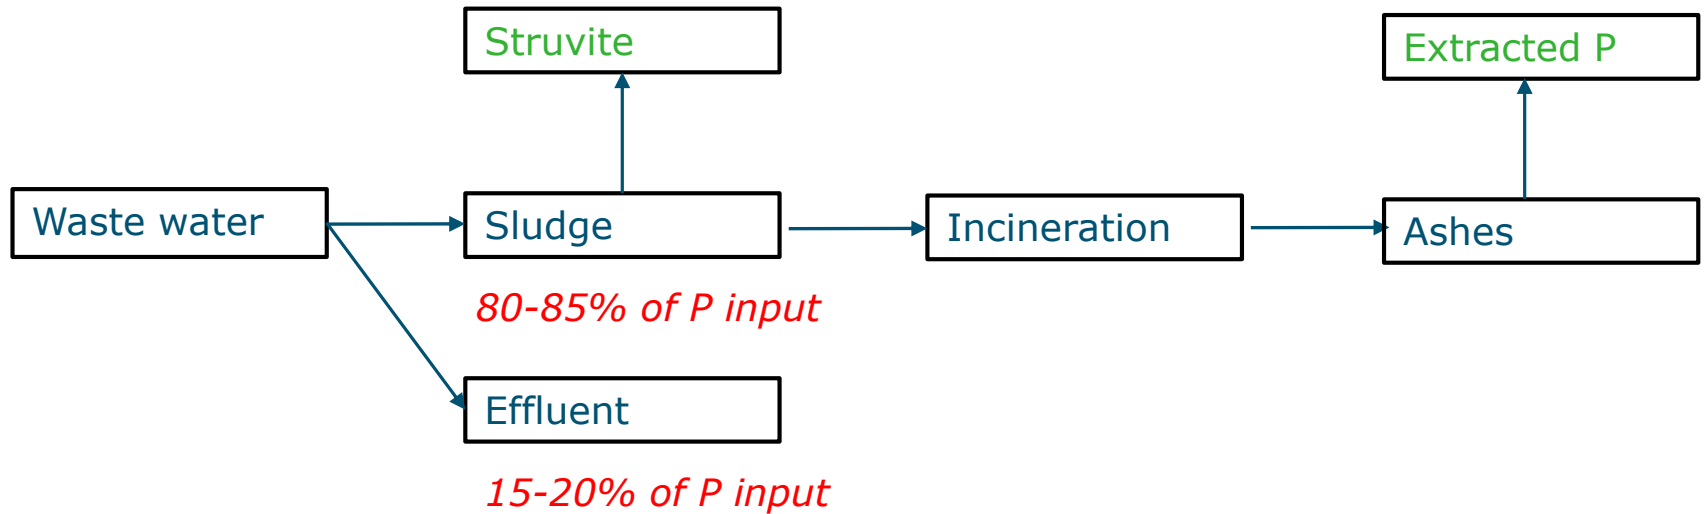 Struvite
Extracted P
Waste water
Sludge
Incineration
Ashes
80-85% of P input
Effluent
15-20% of P input